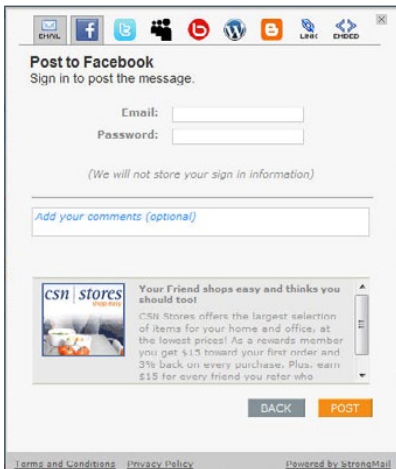 EMAIL
LINK
EMBED
Post to Facebook
Sign in to post the message.
Email:
Password:
(We will not store your sign in information)
Add your comments (optional)
csn stores
shop easy
Your Friend shops easy and thinks you
should too!
CSN Stores offers the largest selection
of items for your home and office, at
the lowest prices! As a rewards member
you get $15 toward your first order and
3% back on every purchase. Plus, earn
$15 for every friend you refer who
BACK
POST
Terms and Conditions Privacy Policy
Powered by StrongMail